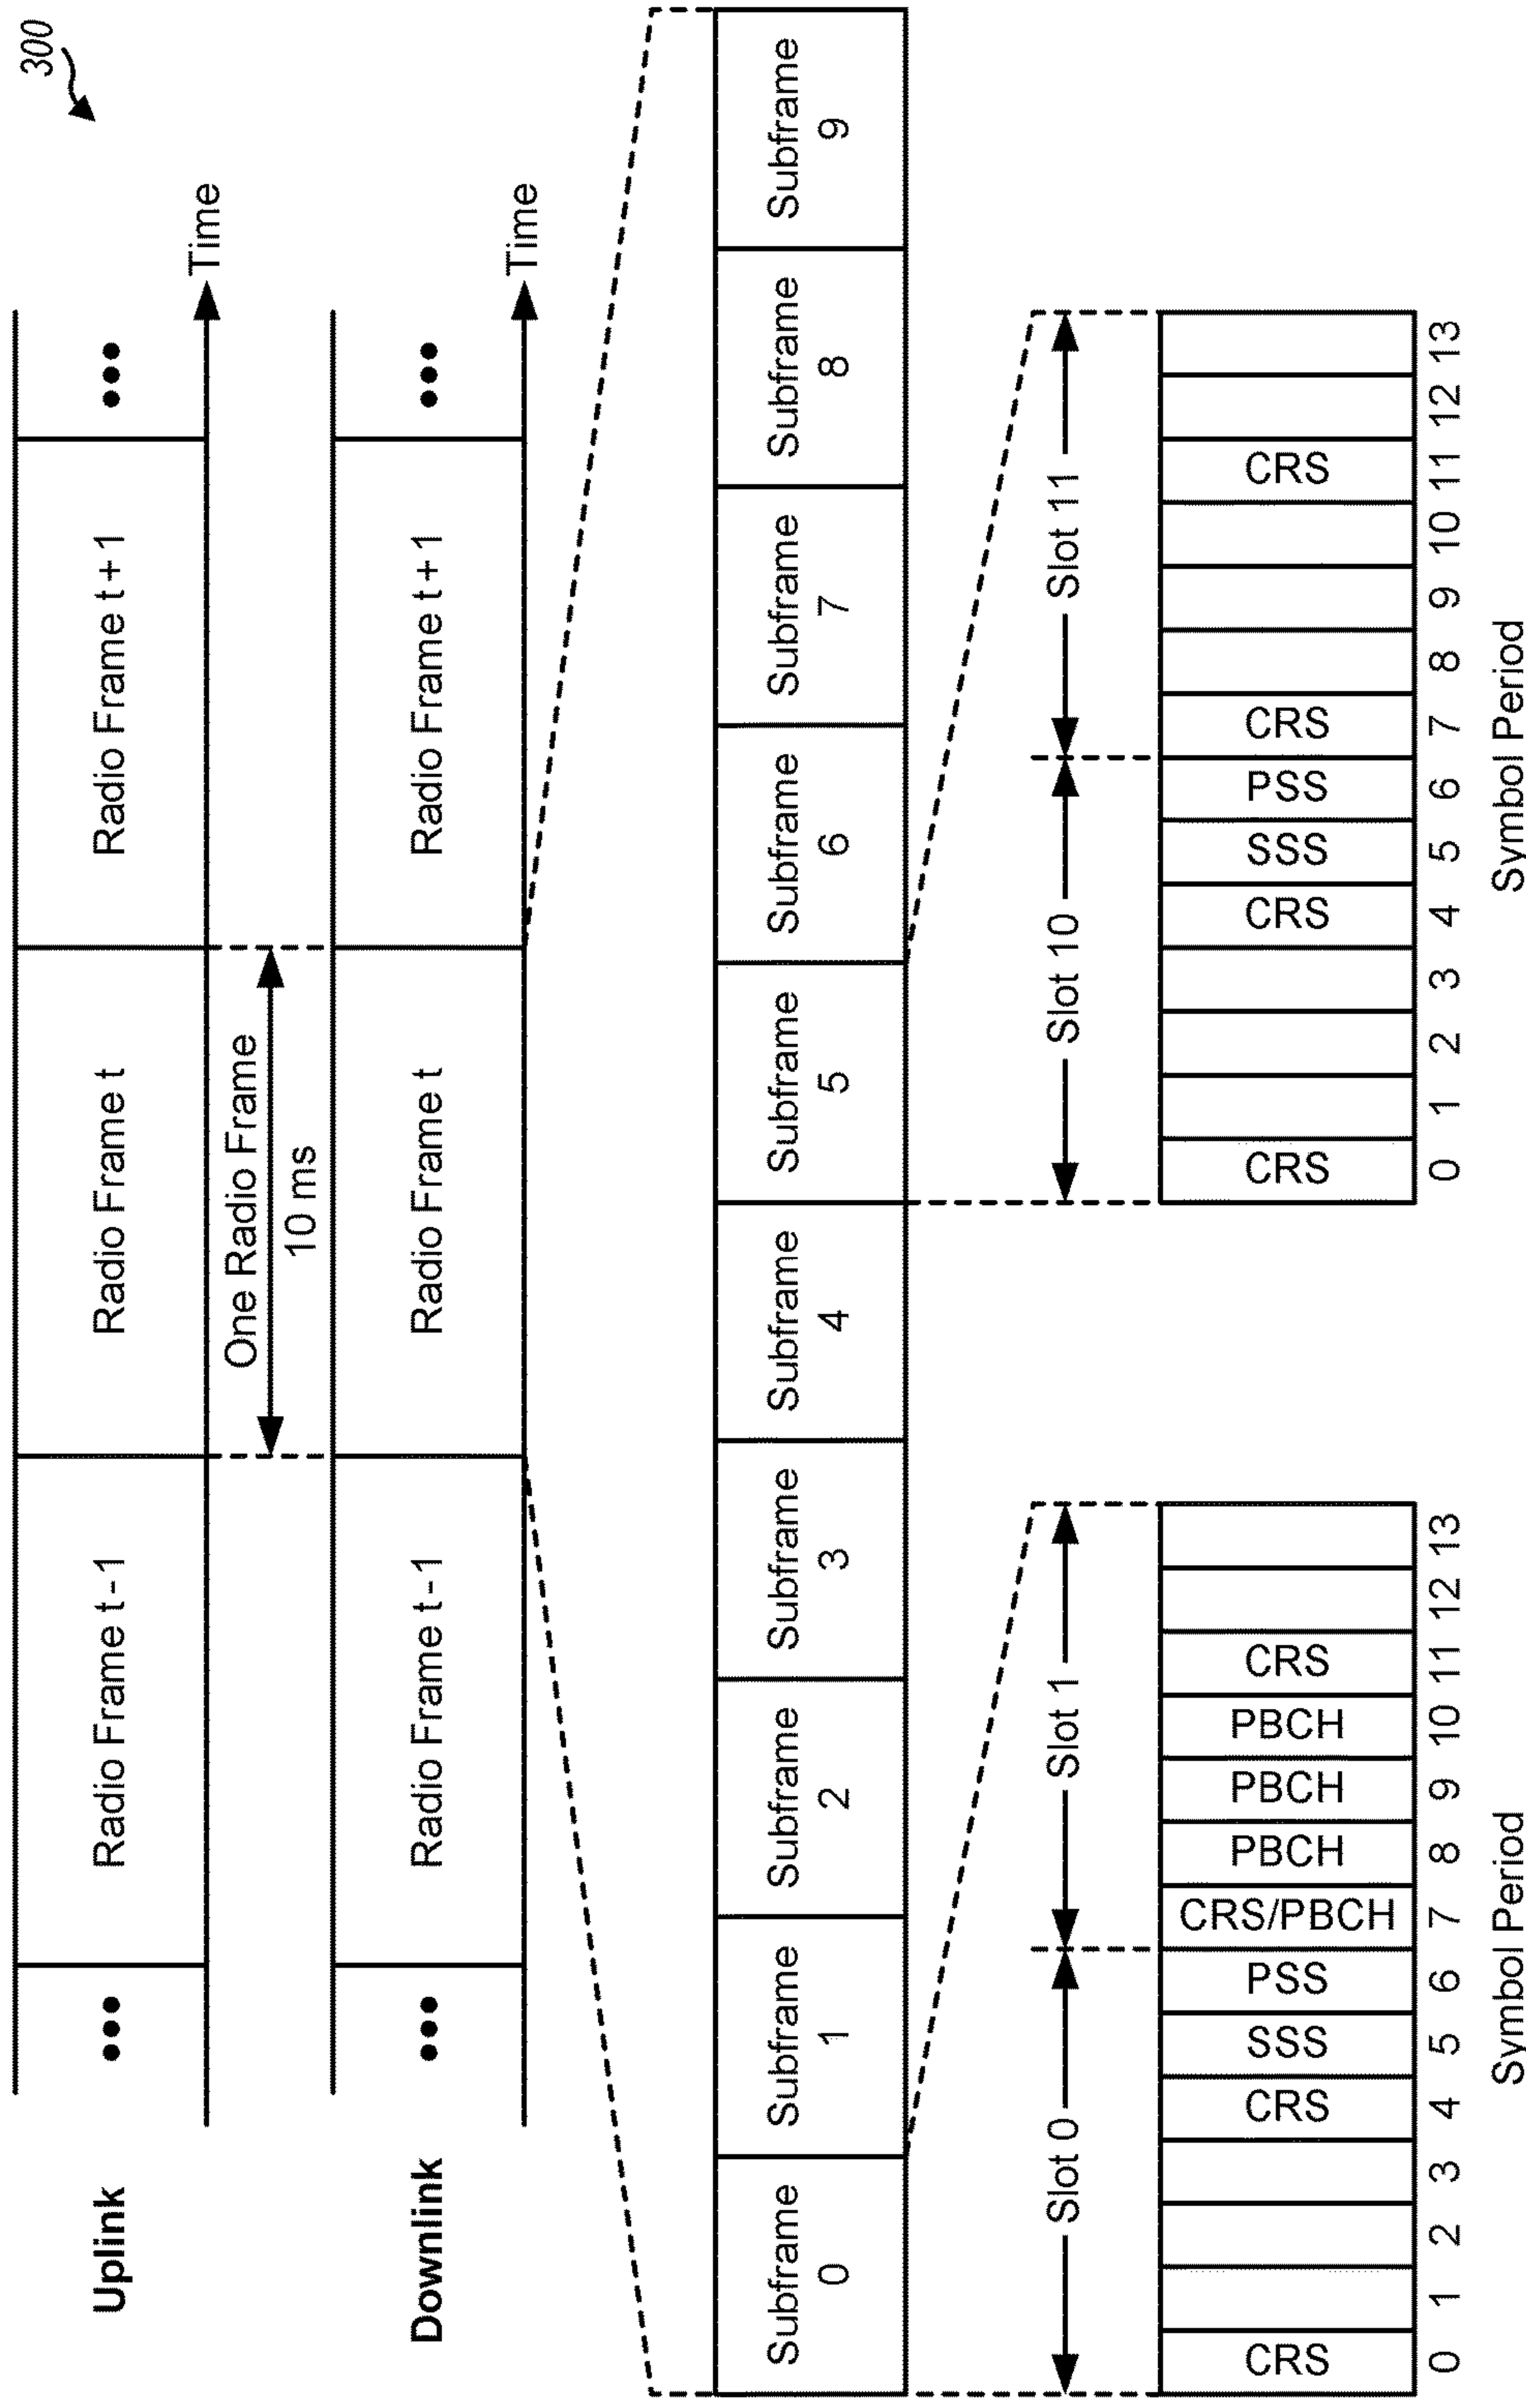 300
Uplink
••• Radio Frame t-1 Radio Frame t Radio Frame t+1 •••
Time
One Radio Frame
10 ms
Downlink
••• Radio Frame t-1 Radio Frame t Radio Frame t+1 •••
Time
Subframe Subframe Subframe Subframe Subframe Subframe Subframe Subframe Subframe Subframe
0 1 2 3 4 5 6 7 8 9
Slot 0 Slot 1
CRS CRS SSS PSS CRS/PBCH PBCH PBCH PBCH CRS
0 1 2 3 4 5 6 7 8 9 10 11 12 13
Symbol Period
Slot 10 Slot 11
CRS CRS SSS PSS CRS CRS
0 1 2 3 4 5 6 7 8 9 10 11 12 13
Symbol Period